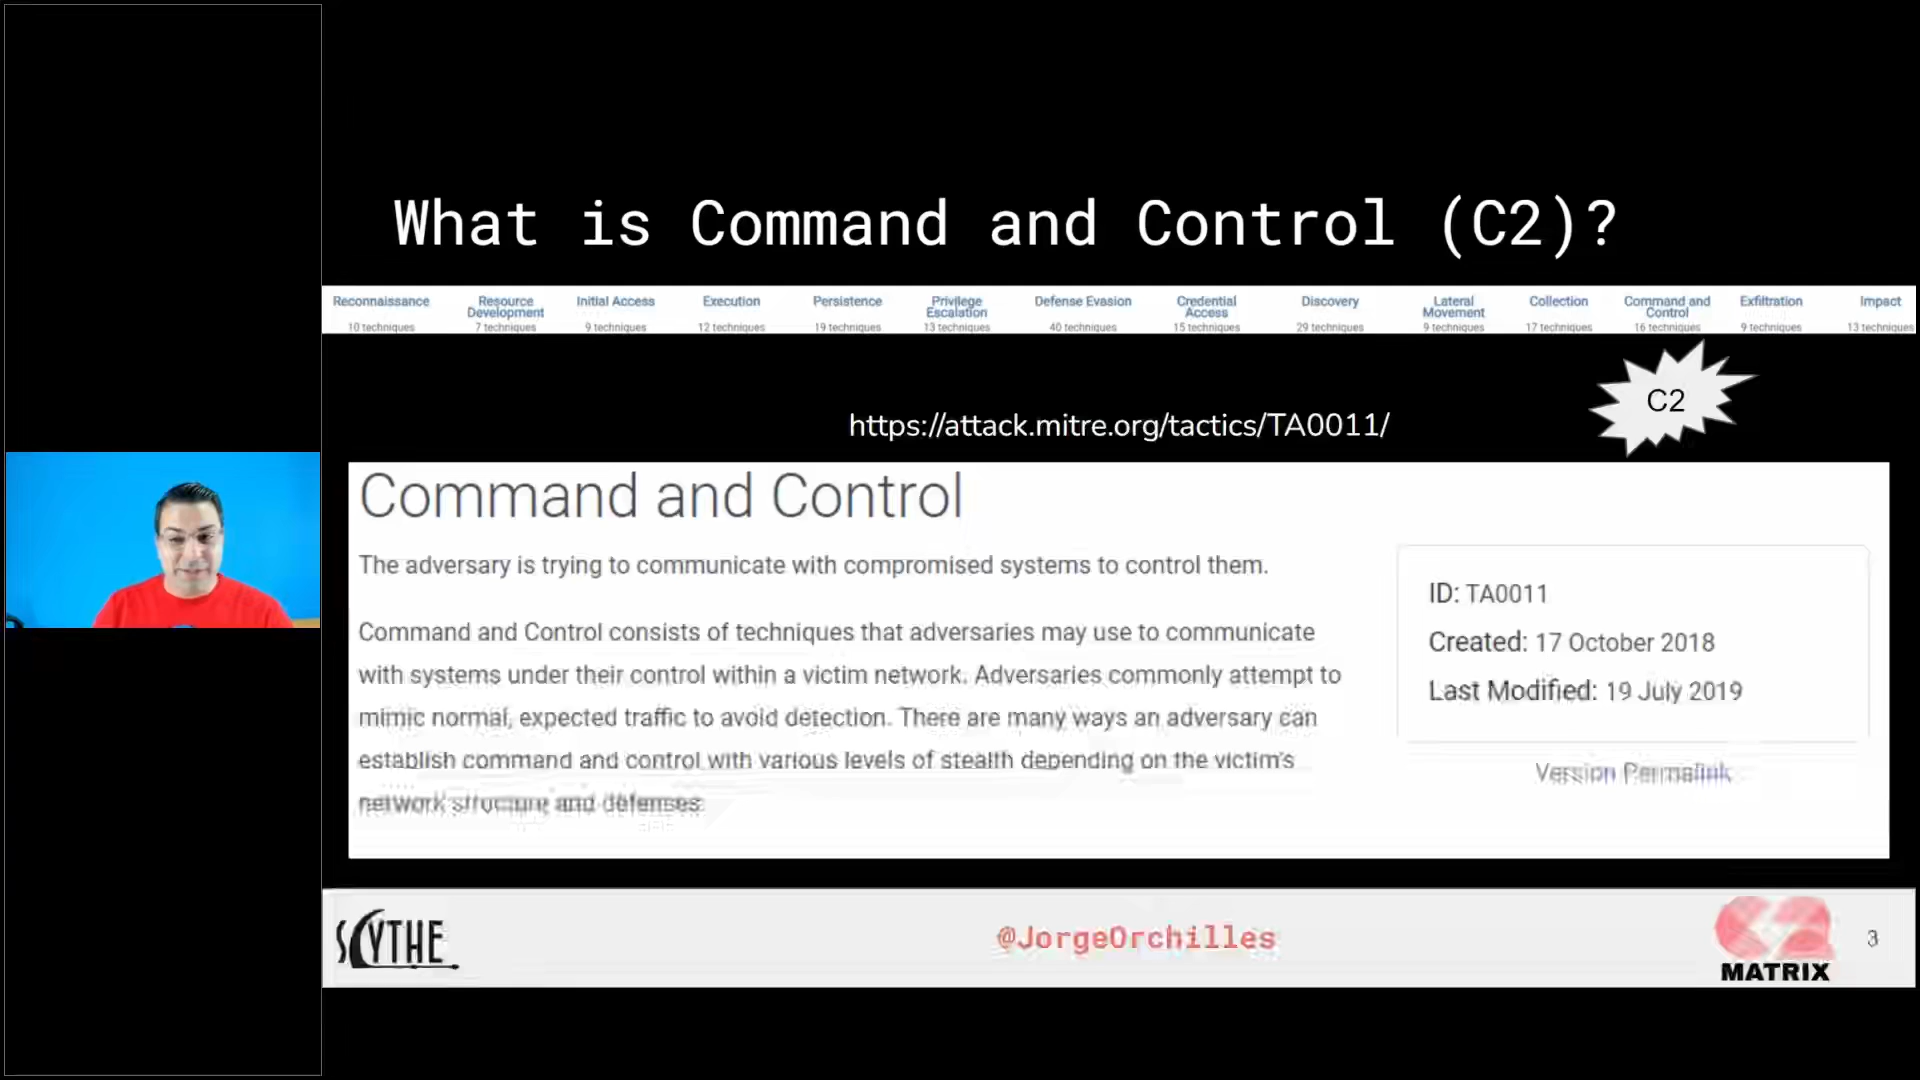 What is Command and Control (C2)?
Reconnaissance
10 techniques
Resource
Development
7 techniques
Initial Access
9 techniques
Execution
12 techniques
Persistence
19 techniques
Privilege
Escalation
13 techniques
Defense Evasion
40 techniques
Credential
Access
15 techniques
Discovery
29 techniques
Lateral
Movement
9 techniques
Collection
17 techniques
Command and
Control
16 techniques
Exfiltration
9 techniques
Impact
13 techniques
C2
https://attack.mitre.org/tactics/TA0011/
Command and Control
The adversary is trying to communicate with compromised systems to control them.
Command and Control consists of techniques that adversaries may use to communicate
with systems under their control within a victim network. Adversaries commonly attempt to
mimic normal, expected traffic to avoid detection. There are many ways an adversary can
establish command and control with various levels of stealth depending on the victim's
network structure and defenses.
ID: TA0011
Created: 17 October 2018
Last Modified: 19 July 2019
Version Permalink
SCYTHE
@JorgeOrchilles
C2
MATRIX
3